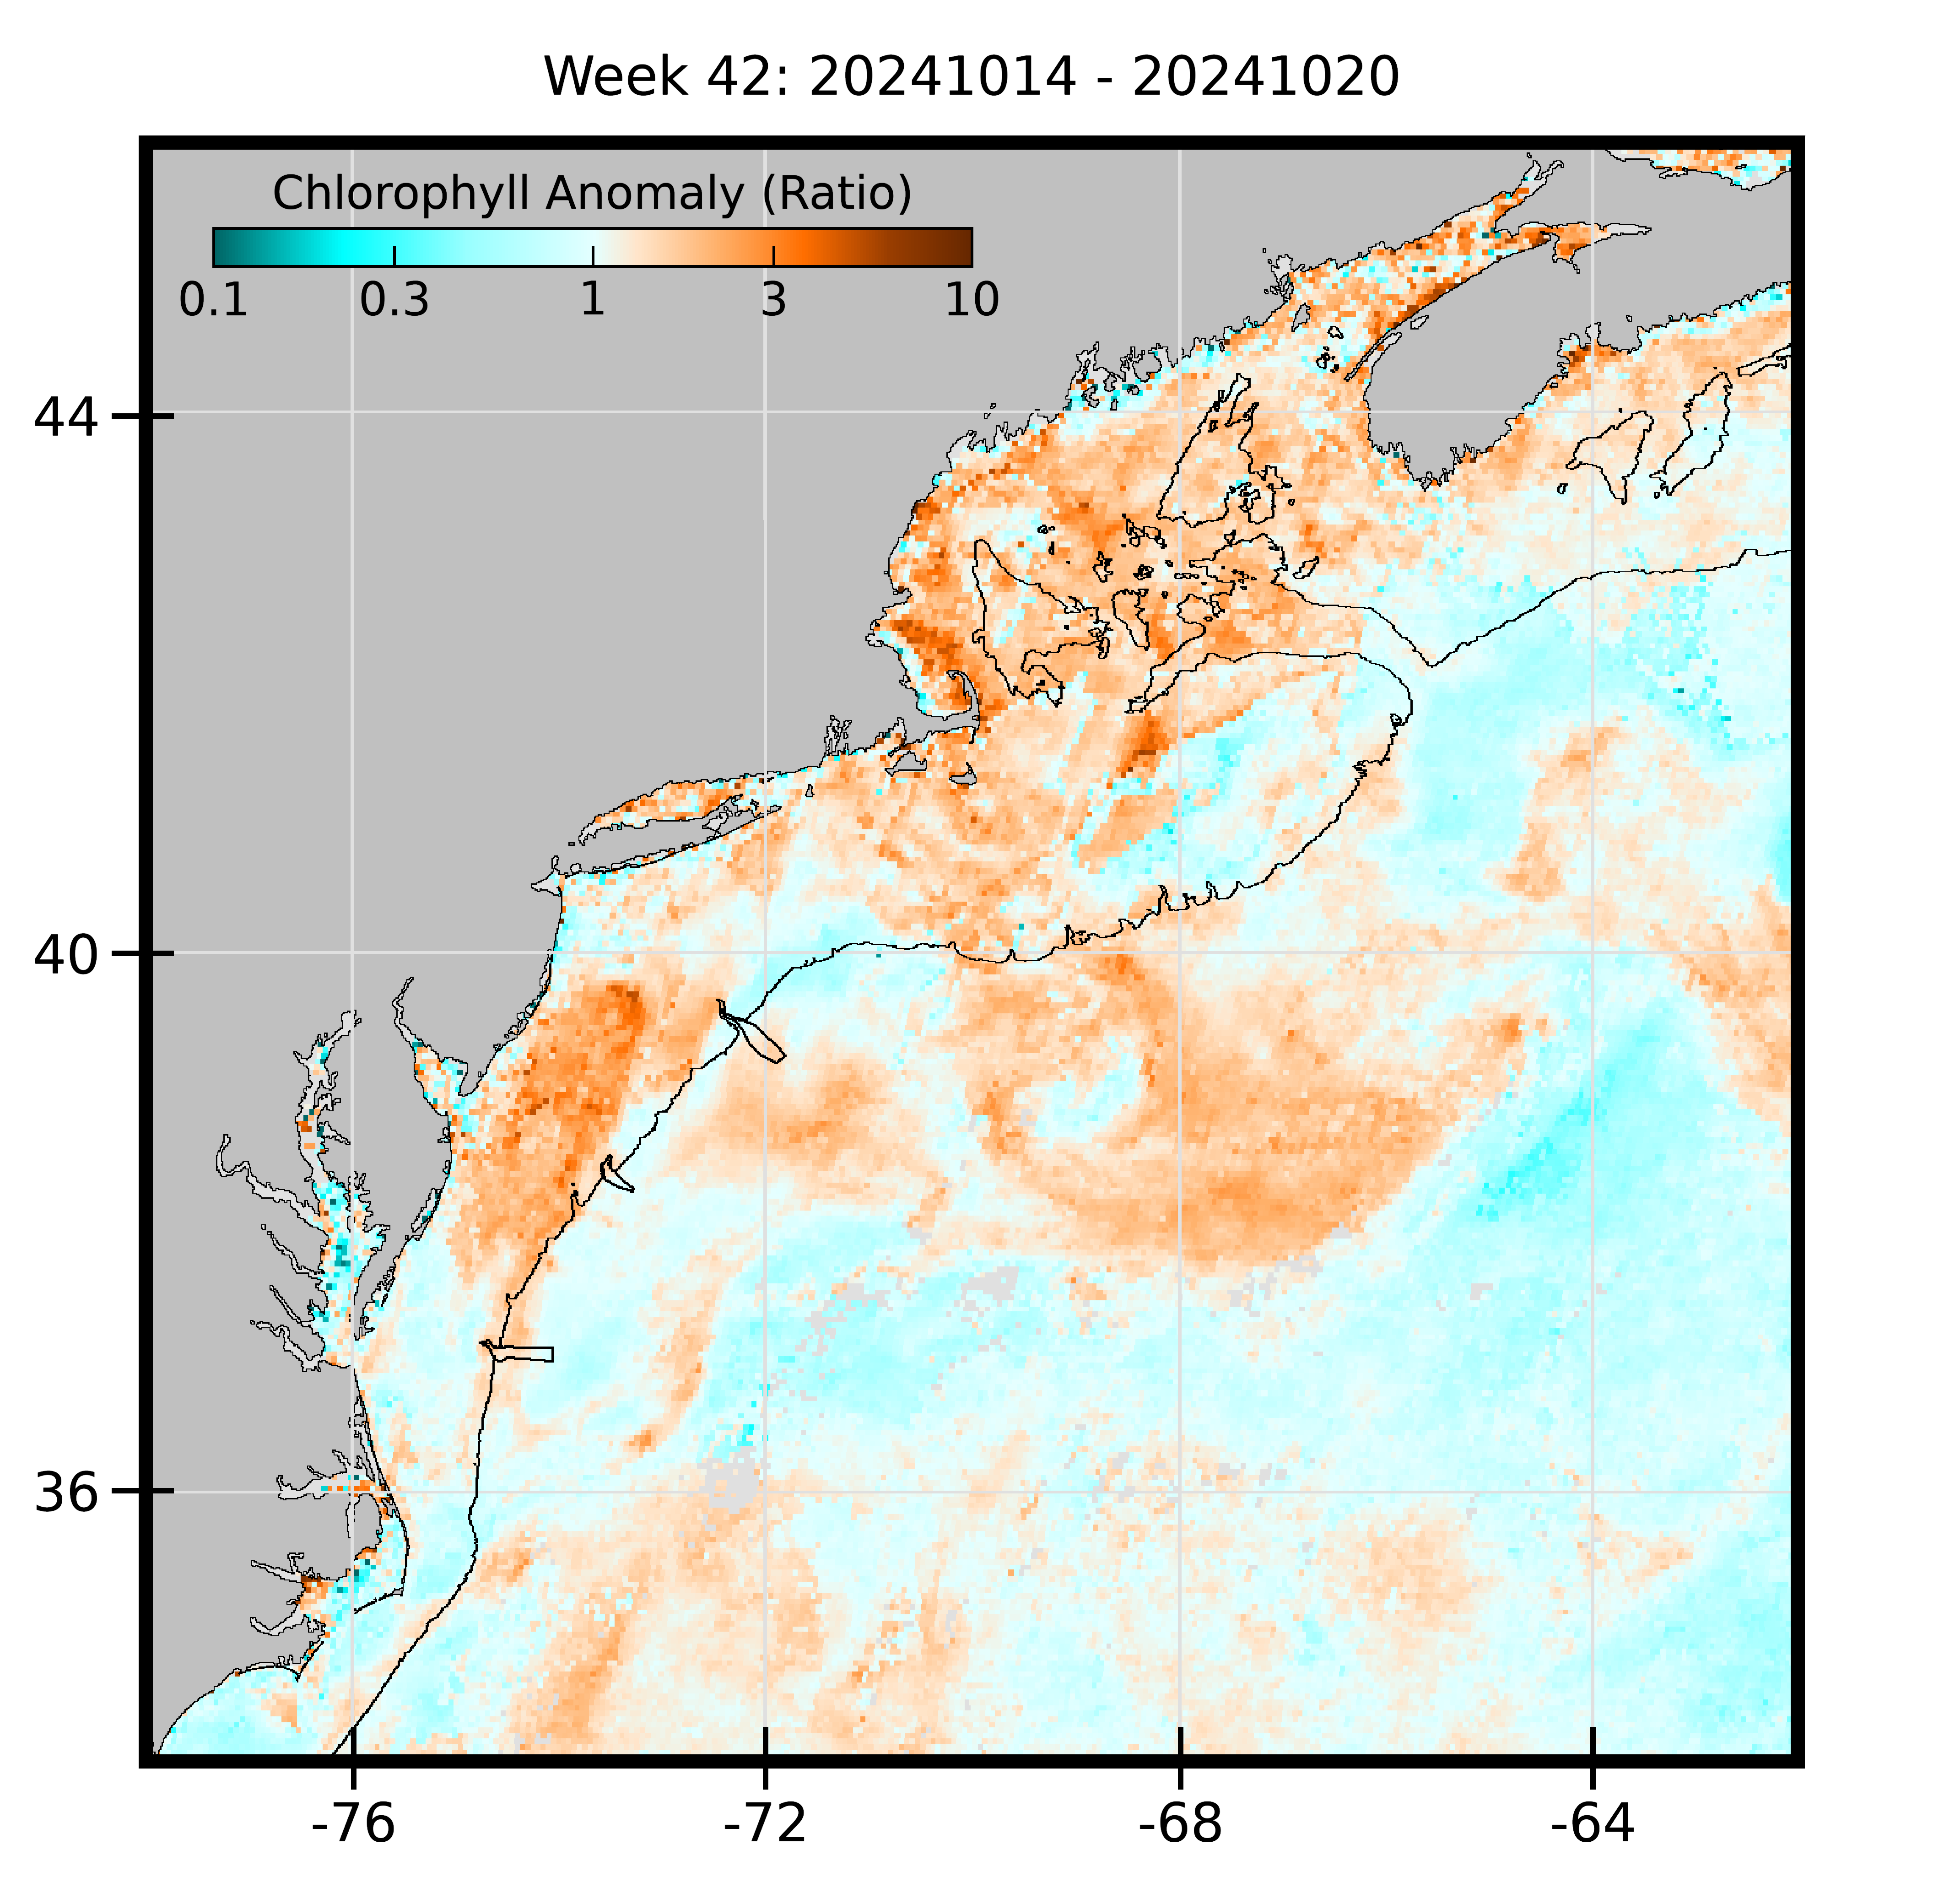 Week 42: 20241014 - 20241020
Chlorophyll Anomaly (Ratio)
0.1 0.3 1 3 10
44
40
36
-76 -72 -68 -64